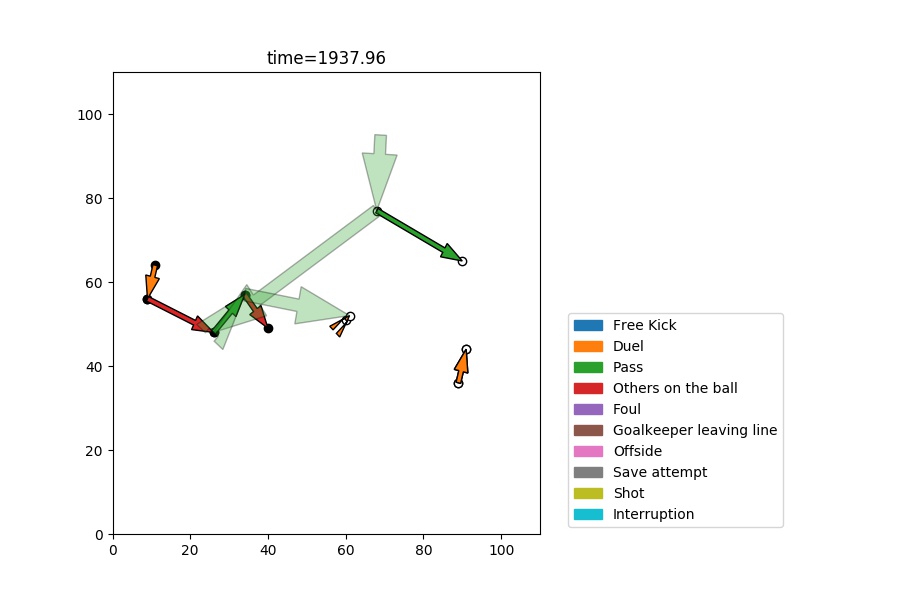 time=1937.96
100
80
60
40
20
0
0 20 40 60 80 100
Free Kick
Duel
Pass
Others on the ball
Foul
Goalkeeper leaving line
Offside
Save attempt
Shot
Interruption